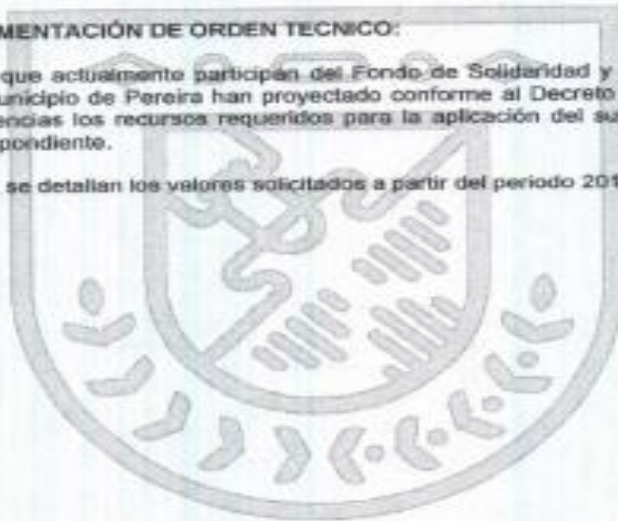 MENTACIÓN DE ORDEN TECNICO:
que actualmente participan del Fondo de Solidaridad y
unicipio de Pereira han proyectado conforme al Decreto
encias los recursos requeridos para la aplicación del su
pondiente.
se detallan los valores solicitados a partir del periodo 201